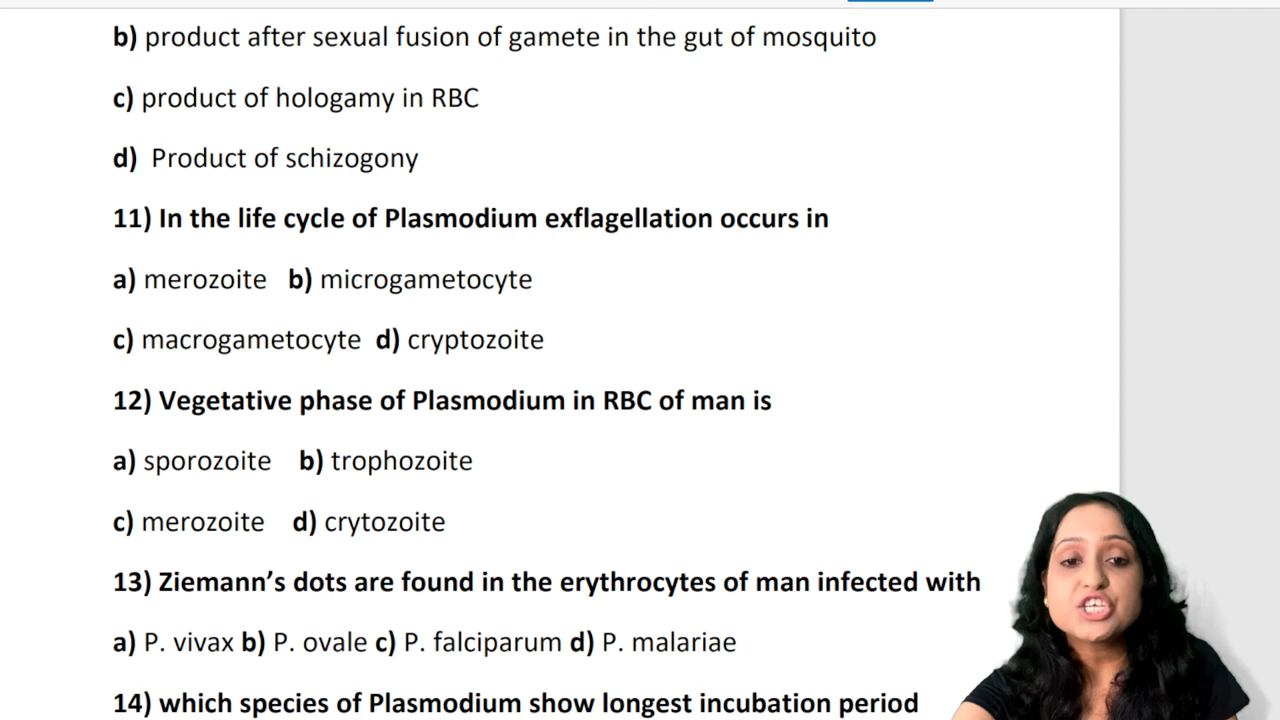 b) product after sexual fusion of gamete in the gut of mosquito
c) product of hologamy in RBC
d) Product of schizogony
11) In the life cycle of Plasmodium exflagellation occurs in
a) merozoite b) microgametocyte
c) macrogametocyte d) cryptozoite
12) Vegetative phase of Plasmodium in RBC of man is
a) sporozoite b) trophozoite
c) merozoite d) crytozoite
13) Ziemann’s dots are found in the erythrocytes of man infected with
a) P. vivax b) P. ovale c) P. falciparum d) P. malariae
14) which species of Plasmodium show longest incubation period